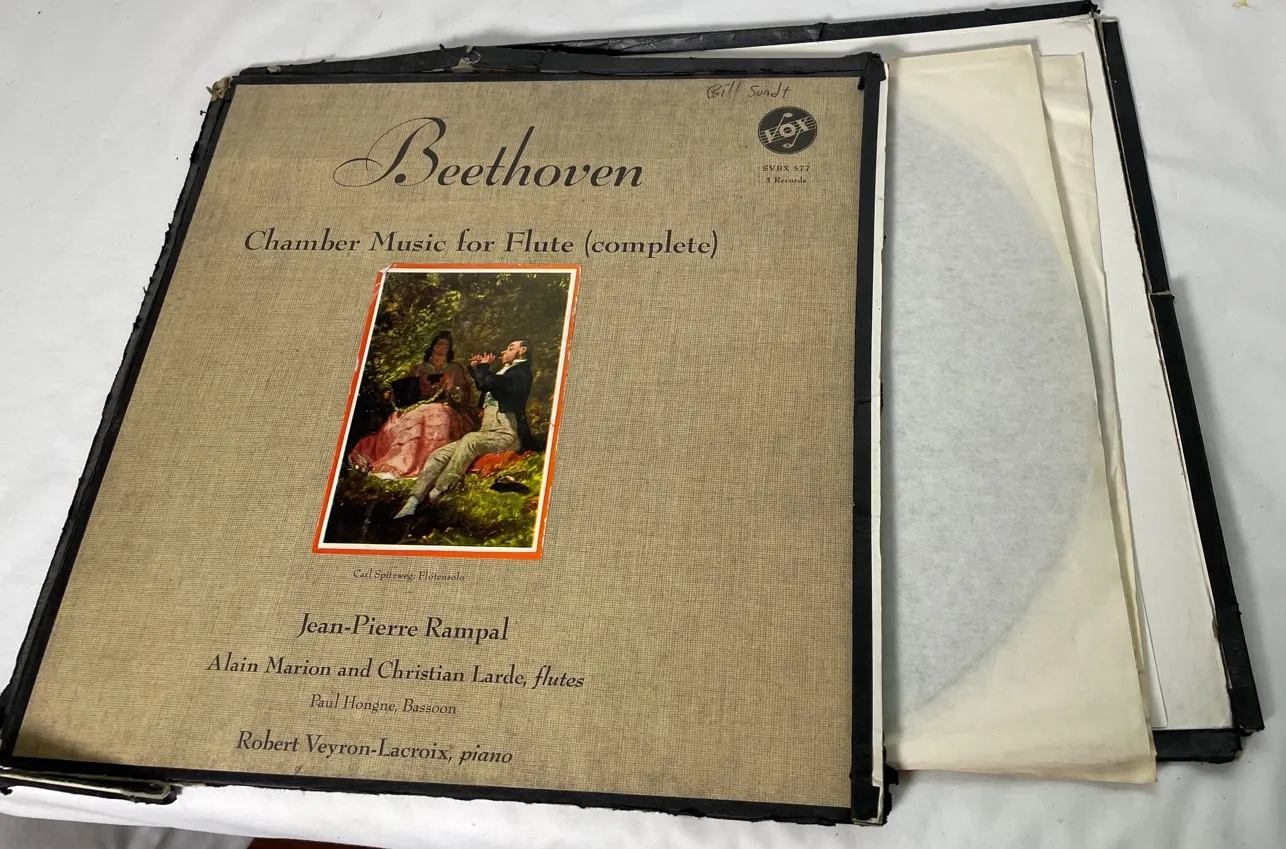 Bill Sundt
VOX
SVBX 577
3 Records
Beethoven
Chamber Music for Flute (complete)
Carl Spitzweg: Flötensolo
Jean-Pierre Rampal
Alain Marion and Christian Larde, flutes
Paul Hongne, Bassoon
Robert Veyron-Lacroix, piano